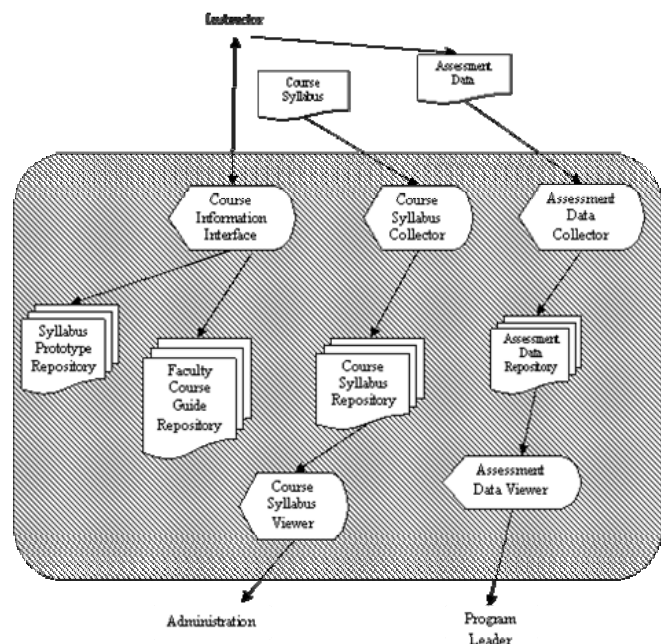 Instructor
Course
Syllabus
Assessment
Data
Course
Information
Interface
Course
Syllabus
Collector
Assessment
Data
Collector
Syllabus
Prototype
Repository
Faculty
Course
Guide
Repository
Course
Syllabus
Repository
Assessment
Data
Repository
Course
Syllabus
Viewer
Assessment
Data Viewer
Administration
Program
Leader